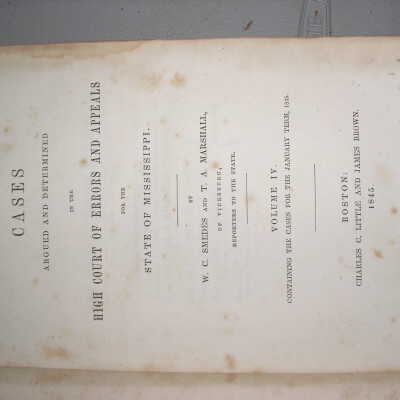 CASES
ARGUED AND DETERMINED
IN THE
HIGH COURT OF ERRORS AND APPEALS
FOR THE
STATE OF MISSISSIPPI.
BY
W. C. SMEDES AND T. A. MARSHALL,
OF VICKSBURG,
REPORTERS TO THE STATE.
VOLUME IV.
CONTAINING THE CASES FOR THE JANUARY TERM, 1845.
BOSTON:
CHARLES C. LITTLE AND JAMES BROWN.
1845.